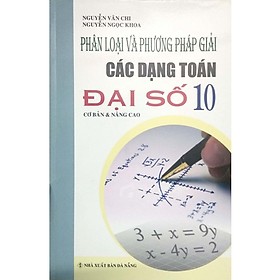 NGUYỄN VĂN CHI
NGUYỄN NGỌC KHOA
PHÂN LOẠI VÀ PHƯƠNG PHÁP GIẢI
CÁC DẠNG TOÁN
ĐẠI SỐ 10
CƠ BẢN & NÂNG CAO
3 + x = 9y
x - 4y = 2
NHÀ XUẤT BẢN ĐÀ NẴNG